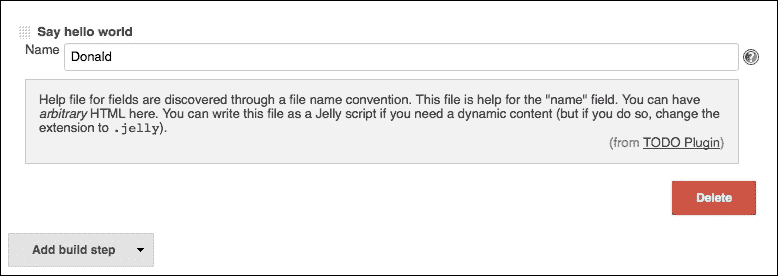 Say hello world
Name Donald
Help file for fields are discovered through a file name convention. This file is help for the "name" field. You can have
arbitrary HTML here. You can write this file as a Jelly script if you need a dynamic content (but if you do so, change the
extension to .jelly).
(from TODO Plugin)
Delete
Add build step